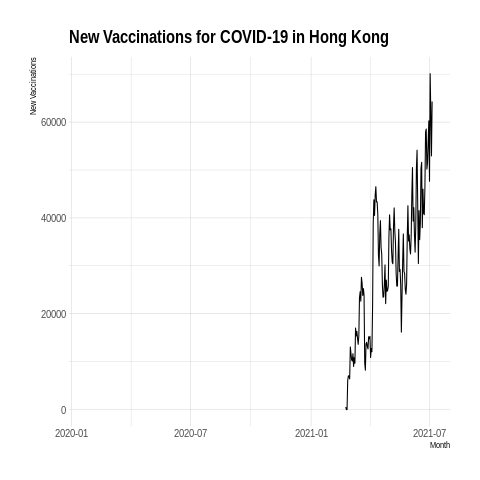 New Vaccinations for COVID-19 in Hong Kong
New Vaccinations
60000
40000
20000
0
2020-01 2020-07 2021-01 2021-07
Month